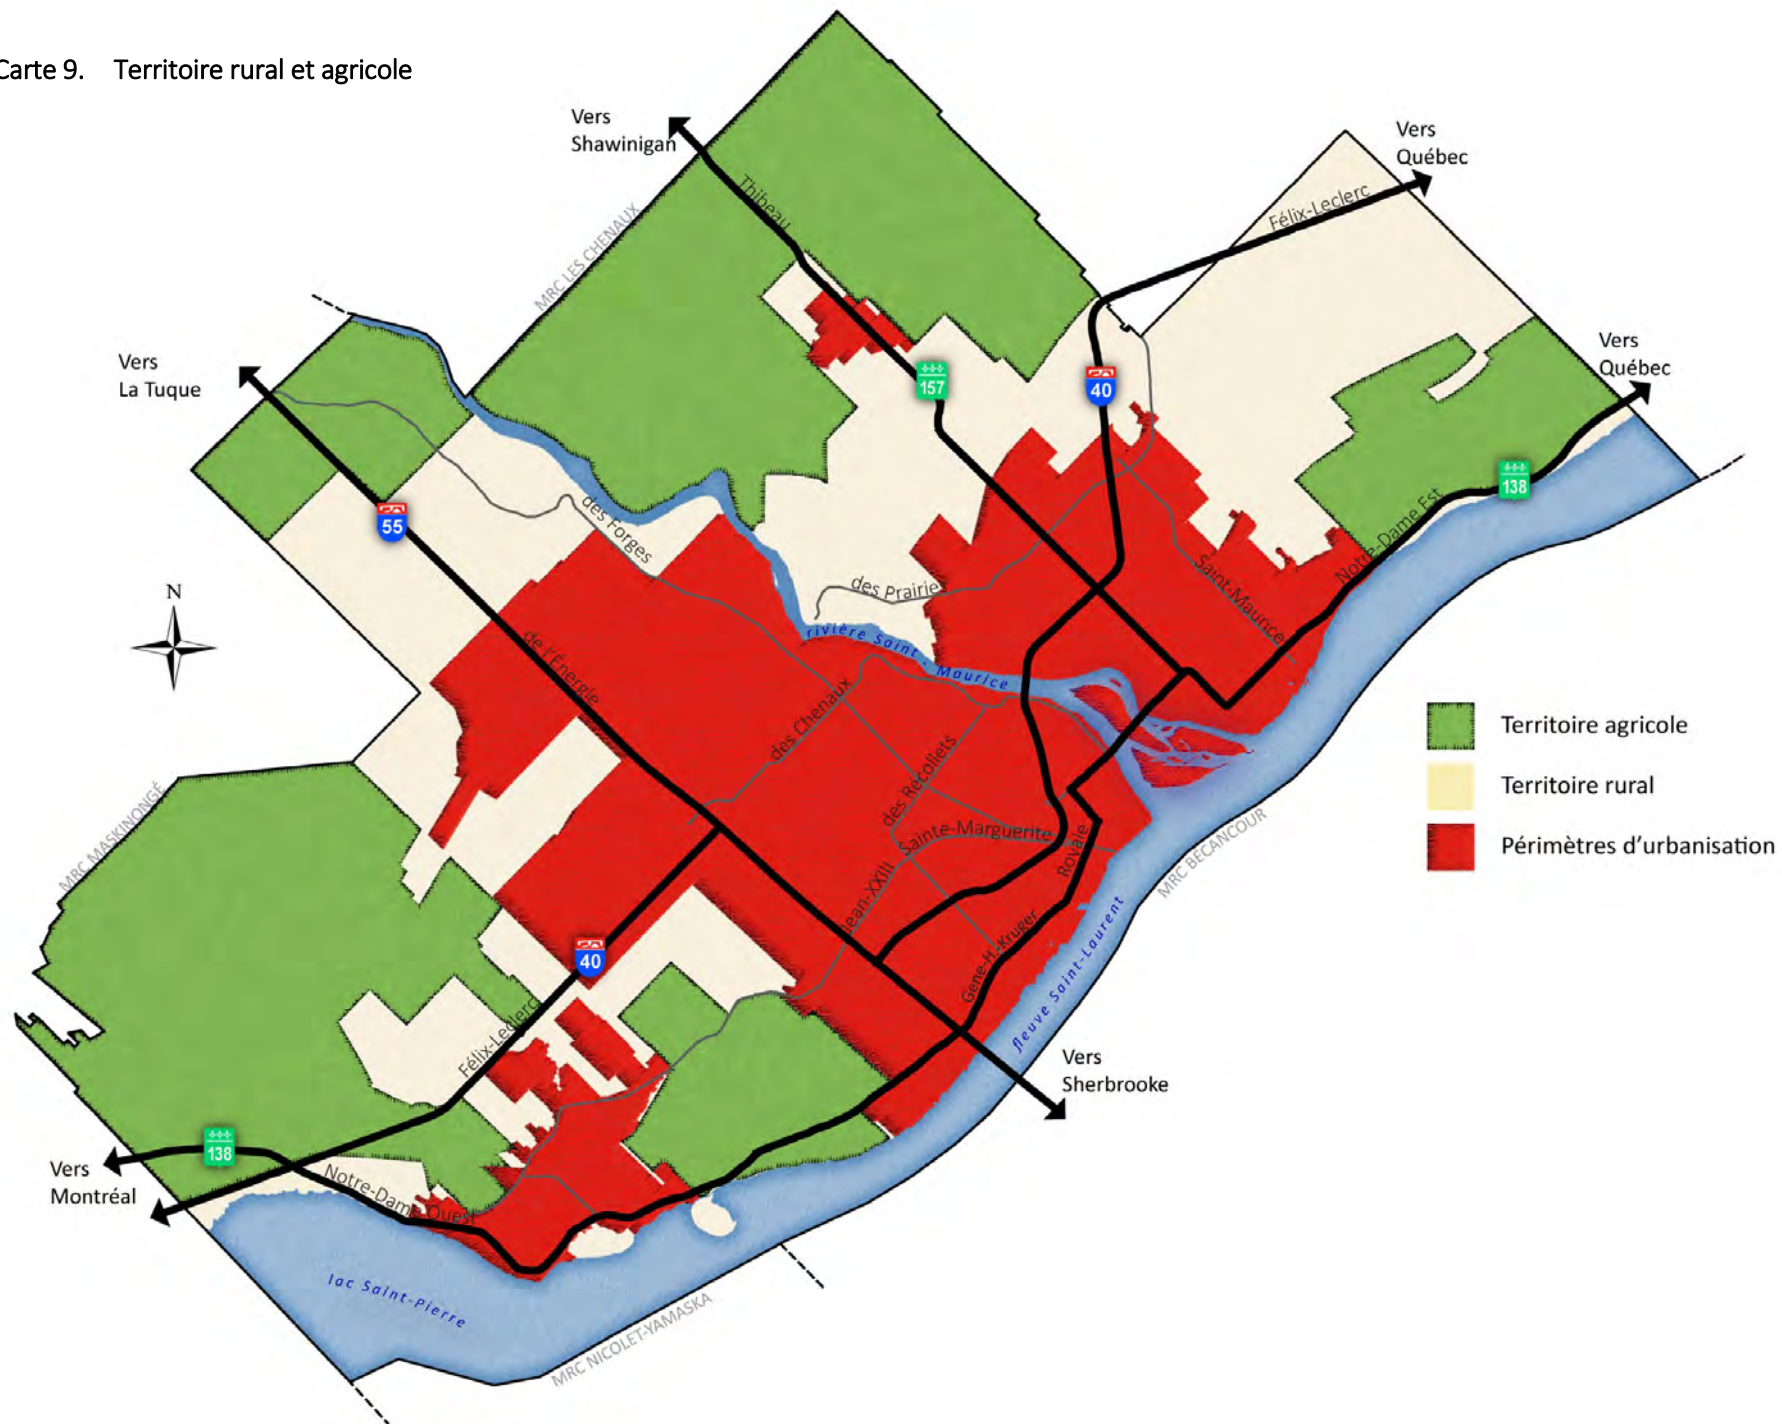 Carte 9. Territoire rural et agricole
Vers
Shawinigan
Vers
Québec
Thibeau
Félix-Leclerc
MRC LES CHENAUX
Vers
La Tuque
Vers
Québec
157
40
138
55
des Forges
Notre-Dame Est
des Prairies
Saint-Maurice
N
rivière Saint-Maurice
de l'Énergie
des Chenaux
des Récollets
Territoire agricole
Territoire rural
Périmètres d'urbanisation
Sainte-Marguerite
Royale
MRC MASKINONGÉ
MRC BÉCANCOUR
Jean-XXIII
Gene-H.-Kruger
fleuve Saint-Laurent
40
Félix-Leclerc
Vers
Sherbrooke
138
Vers
Montréal
Notre-Dame Ouest
lac Saint-Pierre
MRC NICOLET-YAMASKA